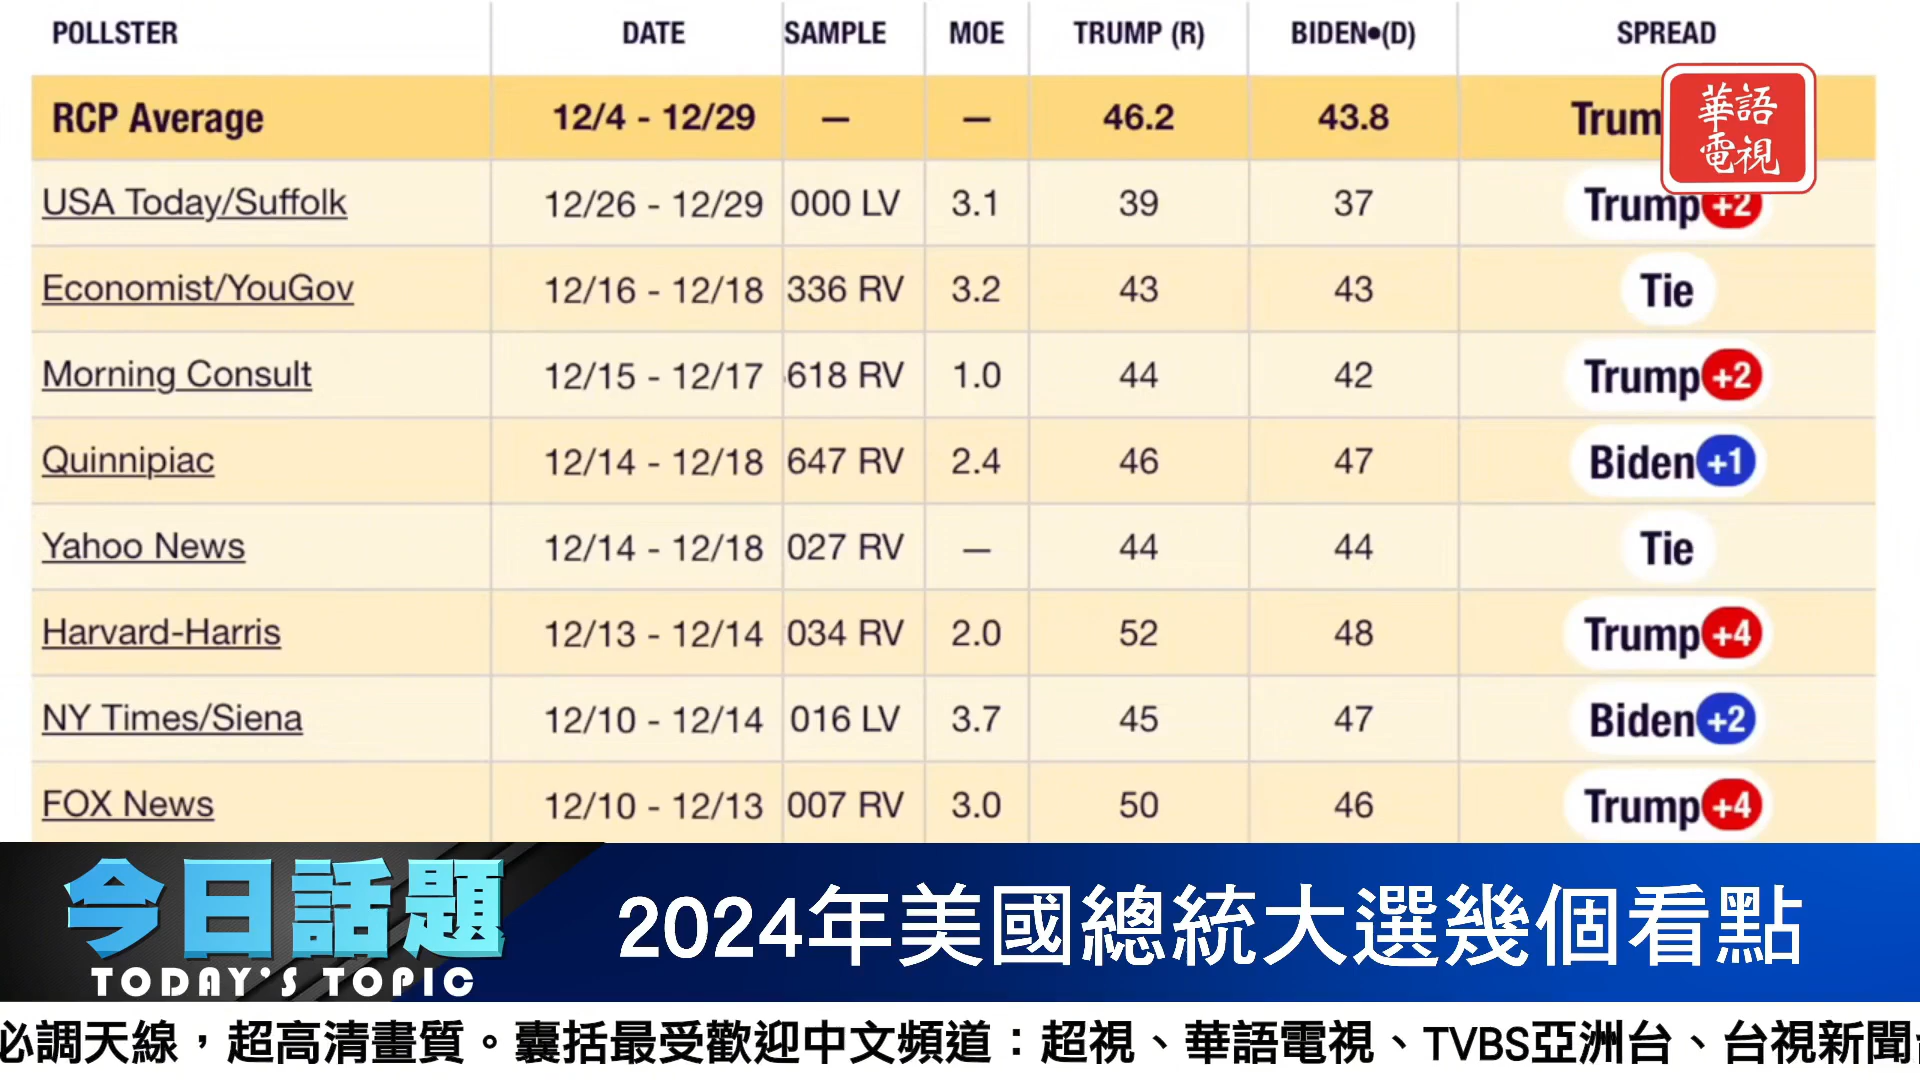 POLLSTER DATE SAMPLE MOE TRUMP (R) BIDEN•(D) SPREAD
RCP Average 12/4 - 12/29 — — 46.2 43.8 Trum
華語
電視
USA Today/Suffolk 12/26 - 12/29 000 LV 3.1 39 37 Trump +2
Economist/YouGov 12/16 - 12/18 336 RV 3.2 43 43 Tie
Morning Consult 12/15 - 12/17 618 RV 1.0 44 42 Trump +2
Quinnipiac 12/14 - 12/18 647 RV 2.4 46 47 Biden +1
Yahoo News 12/14 - 12/18 027 RV — 44 44 Tie
Harvard-Harris 12/13 - 12/14 034 RV 2.0 52 48 Trump +4
NY Times/Siena 12/10 - 12/14 016 LV 3.7 45 47 Biden +2
FOX News 12/10 - 12/13 007 RV 3.0 50 46 Trump +4
今日話題
TODAY'S TOPIC
2024年美國總統大選幾個看點
必調天線，超高清畫質。囊括最受歡迎中文頻道：超視、華語電視、TVBS亞洲台、台視新聞